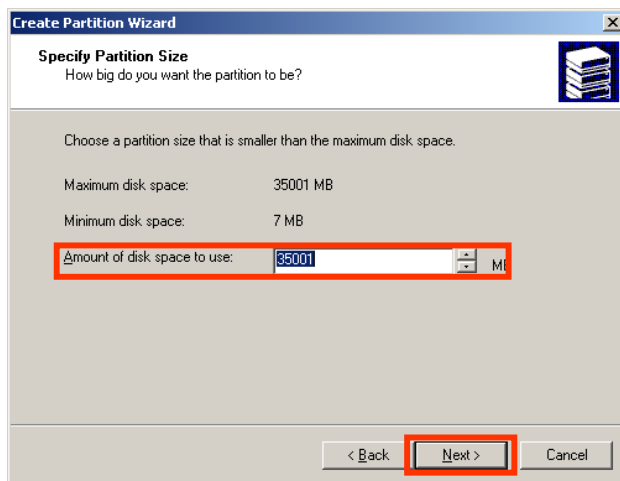 Create Partition Wizard
Specify Partition Size
How big do you want the partition to be?
Choose a partition size that is smaller than the maximum disk space.
Maximum disk space: 35001 MB
Minimum disk space: 7 MB
Amount of disk space to use: 35001 MB
< Back Next > Cancel